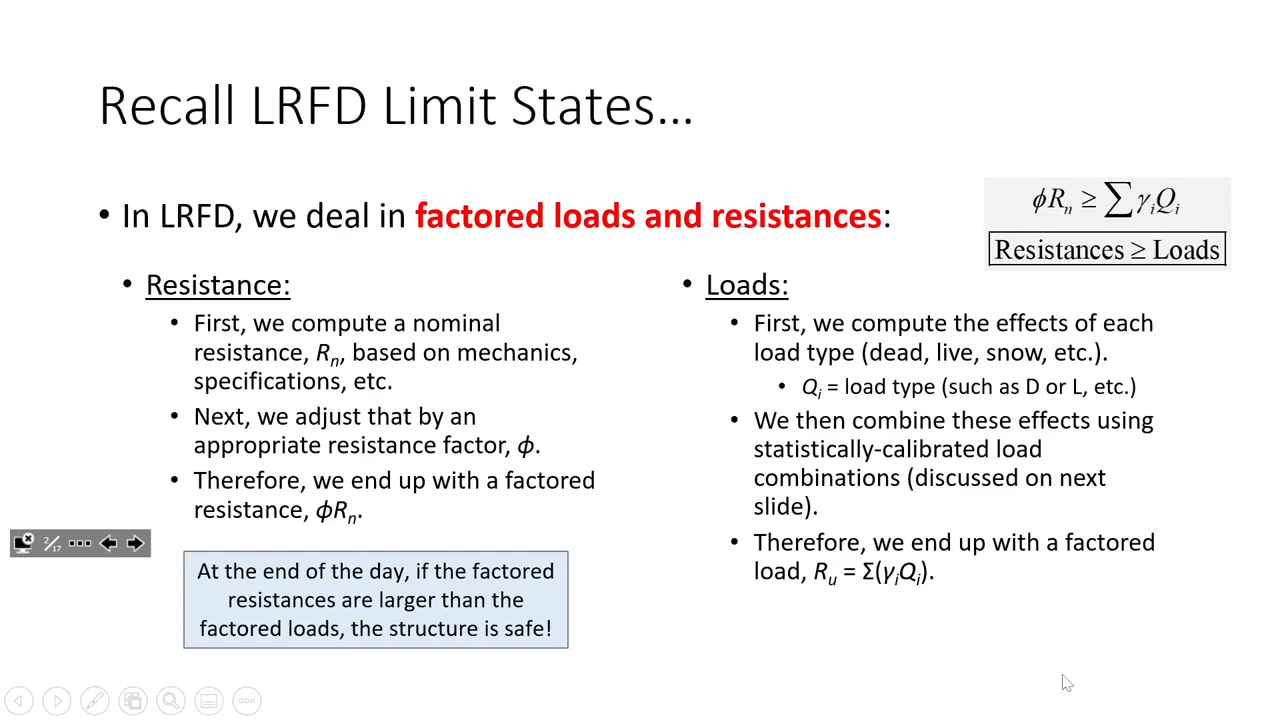 Recall LRFD Limit States...
• In LRFD, we deal in factored loads and resistances:
ϕRₙ ≥ ∑ γᵢQᵢ
Resistances ≥ Loads
• Resistance:
• First, we compute a nominal
resistance, Rₙ, based on mechanics,
specifications, etc.
• Next, we adjust that by an
appropriate resistance factor, ϕ.
• Therefore, we end up with a factored
resistance, ϕRₙ.
At the end of the day, if the factored
resistances are larger than the
factored loads, the structure is safe!
• Loads:
• First, we compute the effects of each
load type (dead, live, snow, etc.).
• Qᵢ = load type (such as D or L, etc.)
• We then combine these effects using
statistically-calibrated load
combinations (discussed on next
slide).
• Therefore, we end up with a factored
load, Rᵤ = Σ(γᵢQᵢ).
2/17